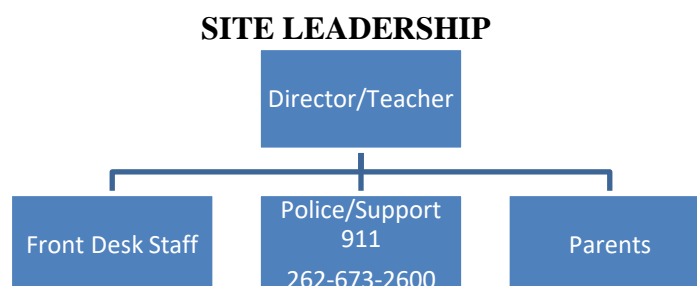 SITE LEADERSHIP
Director/Teacher
Front Desk Staff
Police/Support
911
262-673-2600
Parents